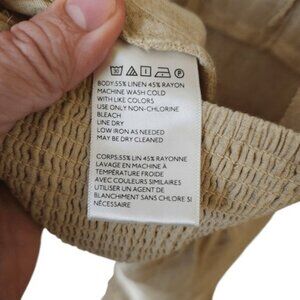 BODY:55% LINEN 45% RAYON
MACHINE WASH COLD
WITH LIKE COLORS
USE ONLY NON-CHLORINE
BLEACH
LINE DRY
LOW IRON AS NEEDED
MAY BE DRY CLEANED
CORPS:55% LIN 45% RAYONNE
LAVAGE EN MACHINE À
TEMPÉRATURE FROIDE
AVEC COULEURS SIMILAIRES
UTILISER UN AGENT DE
BLANCHIMENT SANS CHLORE SI
NÉCESSAIRE